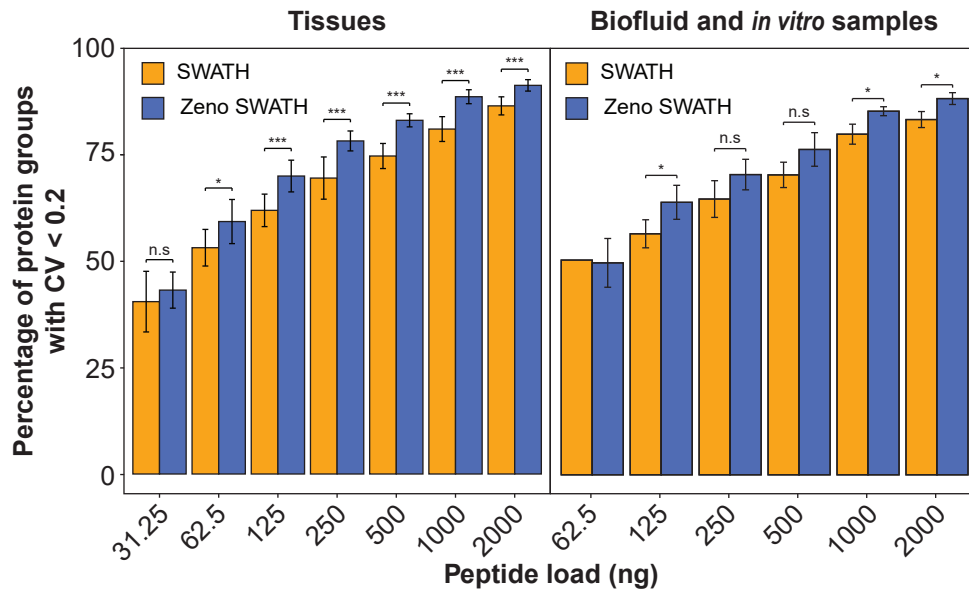 Tissues
Biofluid and in vitro samples
Percentage of protein groups
with CV < 0.2
100
75
50
25
0
SWATH
Zeno SWATH
n.s
*
***
***
***
***
***
SWATH
Zeno SWATH
*
n.s
n.s
*
*
31.25
62.5
125
250
500
1000
2000
62.5
125
250
500
1000
2000
Peptide load (ng)